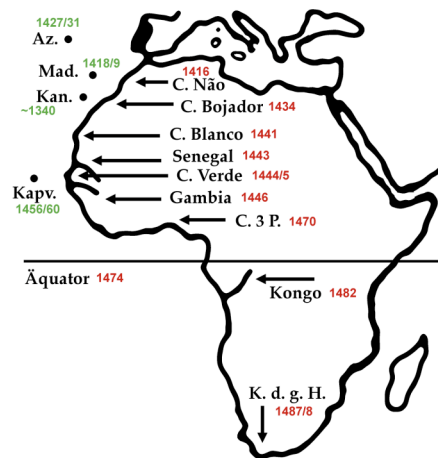 1427/31
Az.
Mad.
1418/9
Kan.
~1340
1416
C. Não
C. Bojador 1434
C. Blanco 1441
Senegal 1443
C. Verde 1444/5
Kapv.
1456/60
Gambia 1446
C. 3 P. 1470
Äquator 1474
Kongo 1482
K. d. g. H.
1487/8